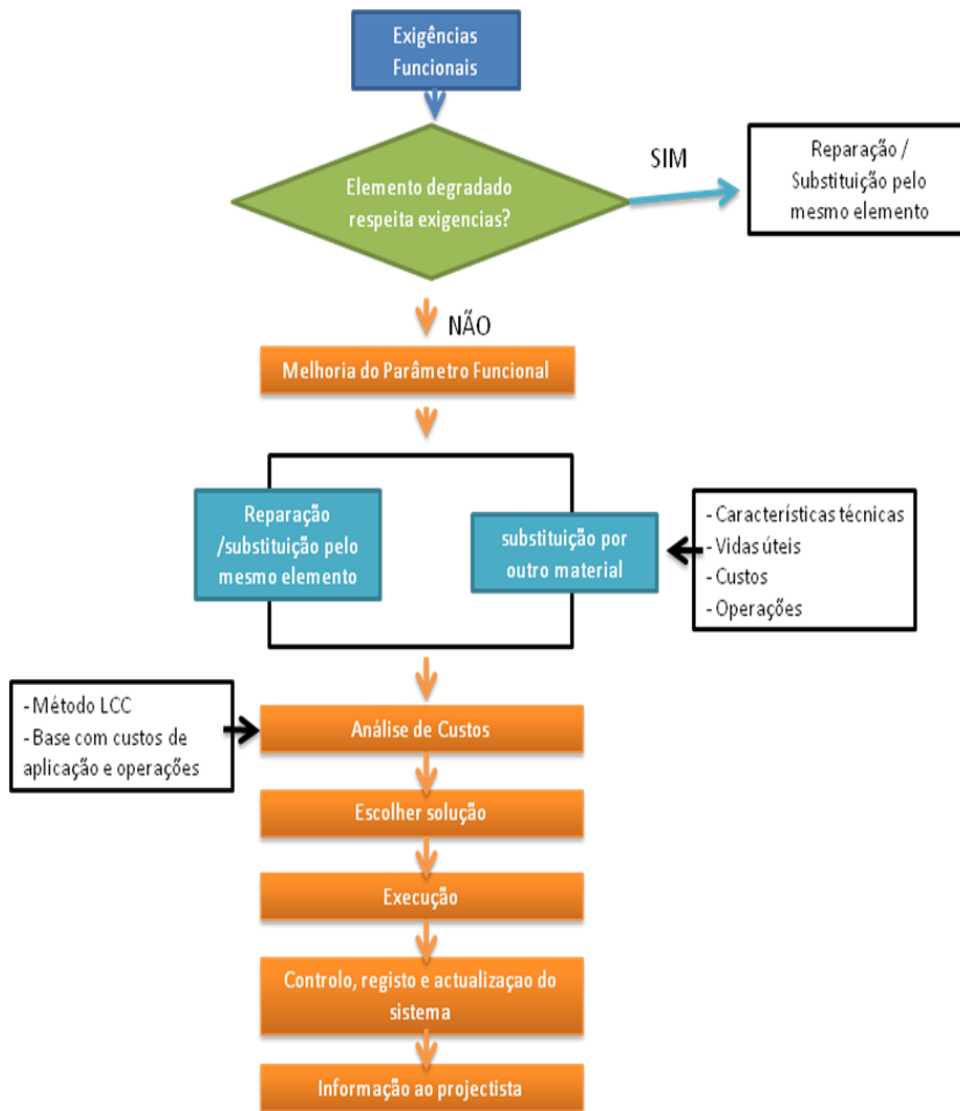 Exigências
Funcionais
Elemento degradado
respeita exigencias?
SIM
Reparação /
Substituição pelo
mesmo elemento
NÃO
Melhoria do Parâmetro Funcional
Reparação
/substituição pelo
mesmo elemento
substituição por
outro material
- Características técnicas
- Vidas úteis
- Custos
- Operações
- Método LCC
- Base com custos de
aplicação e operações
Análise de Custos
Escolher solução
Execução
Controlo, registo e actualizaçao do
sistema
Informação ao projectista